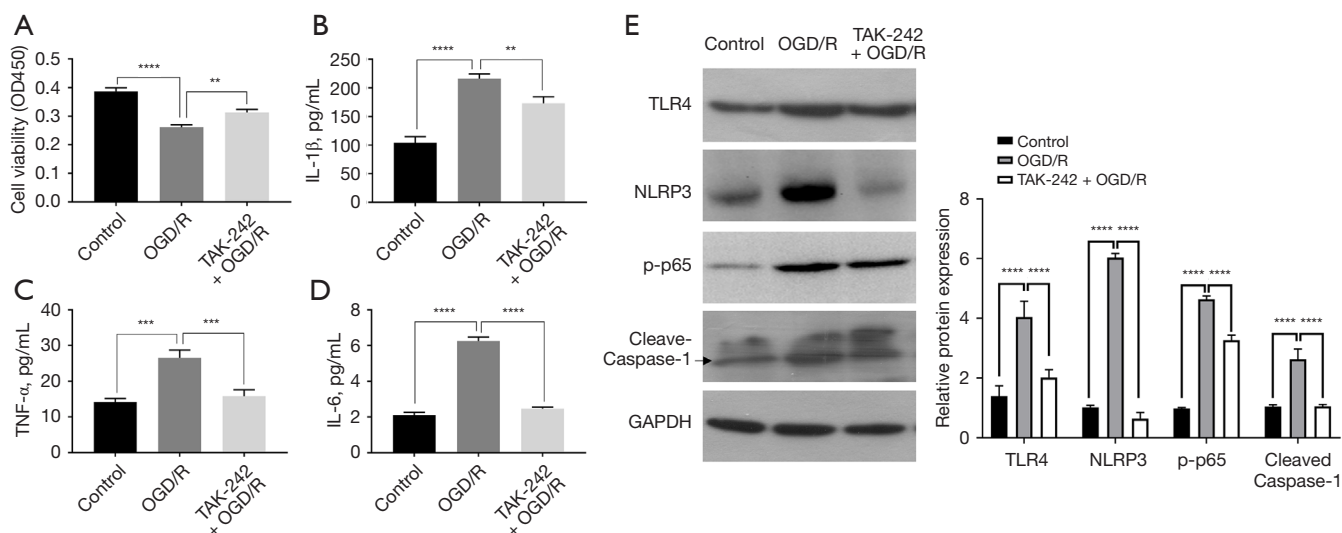 A
Cell viability (OD450)
0.5
0.4
0.3
0.2
0.1
0.0
****
**
Control
OGD/R
TAK-242
+ OGD/R
B
IL-1β, pg/mL
250
200
150
100
50
0
****
**
Control
OGD/R
TAK-242
+ OGD/R
C
TNF-α, pg/mL
40
30
20
10
0
***
***
Control
OGD/R
TAK-242
+ OGD/R
D
IL-6, pg/mL
8
6
4
2
0
****
****
Control
OGD/R
TAK-242
+ OGD/R
E
Control
OGD/R
TAK-242
+ OGD/R
TLR4
NLRP3
p-p65
Cleave-
Caspase-1
GAPDH
Control
OGD/R
TAK-242 + OGD/R
Relative protein expression
8
6
4
2
0
**** ****
**** ****
**** ****
**** ****
TLR4
NLRP3
p-p65
Cleaved
Caspase-1